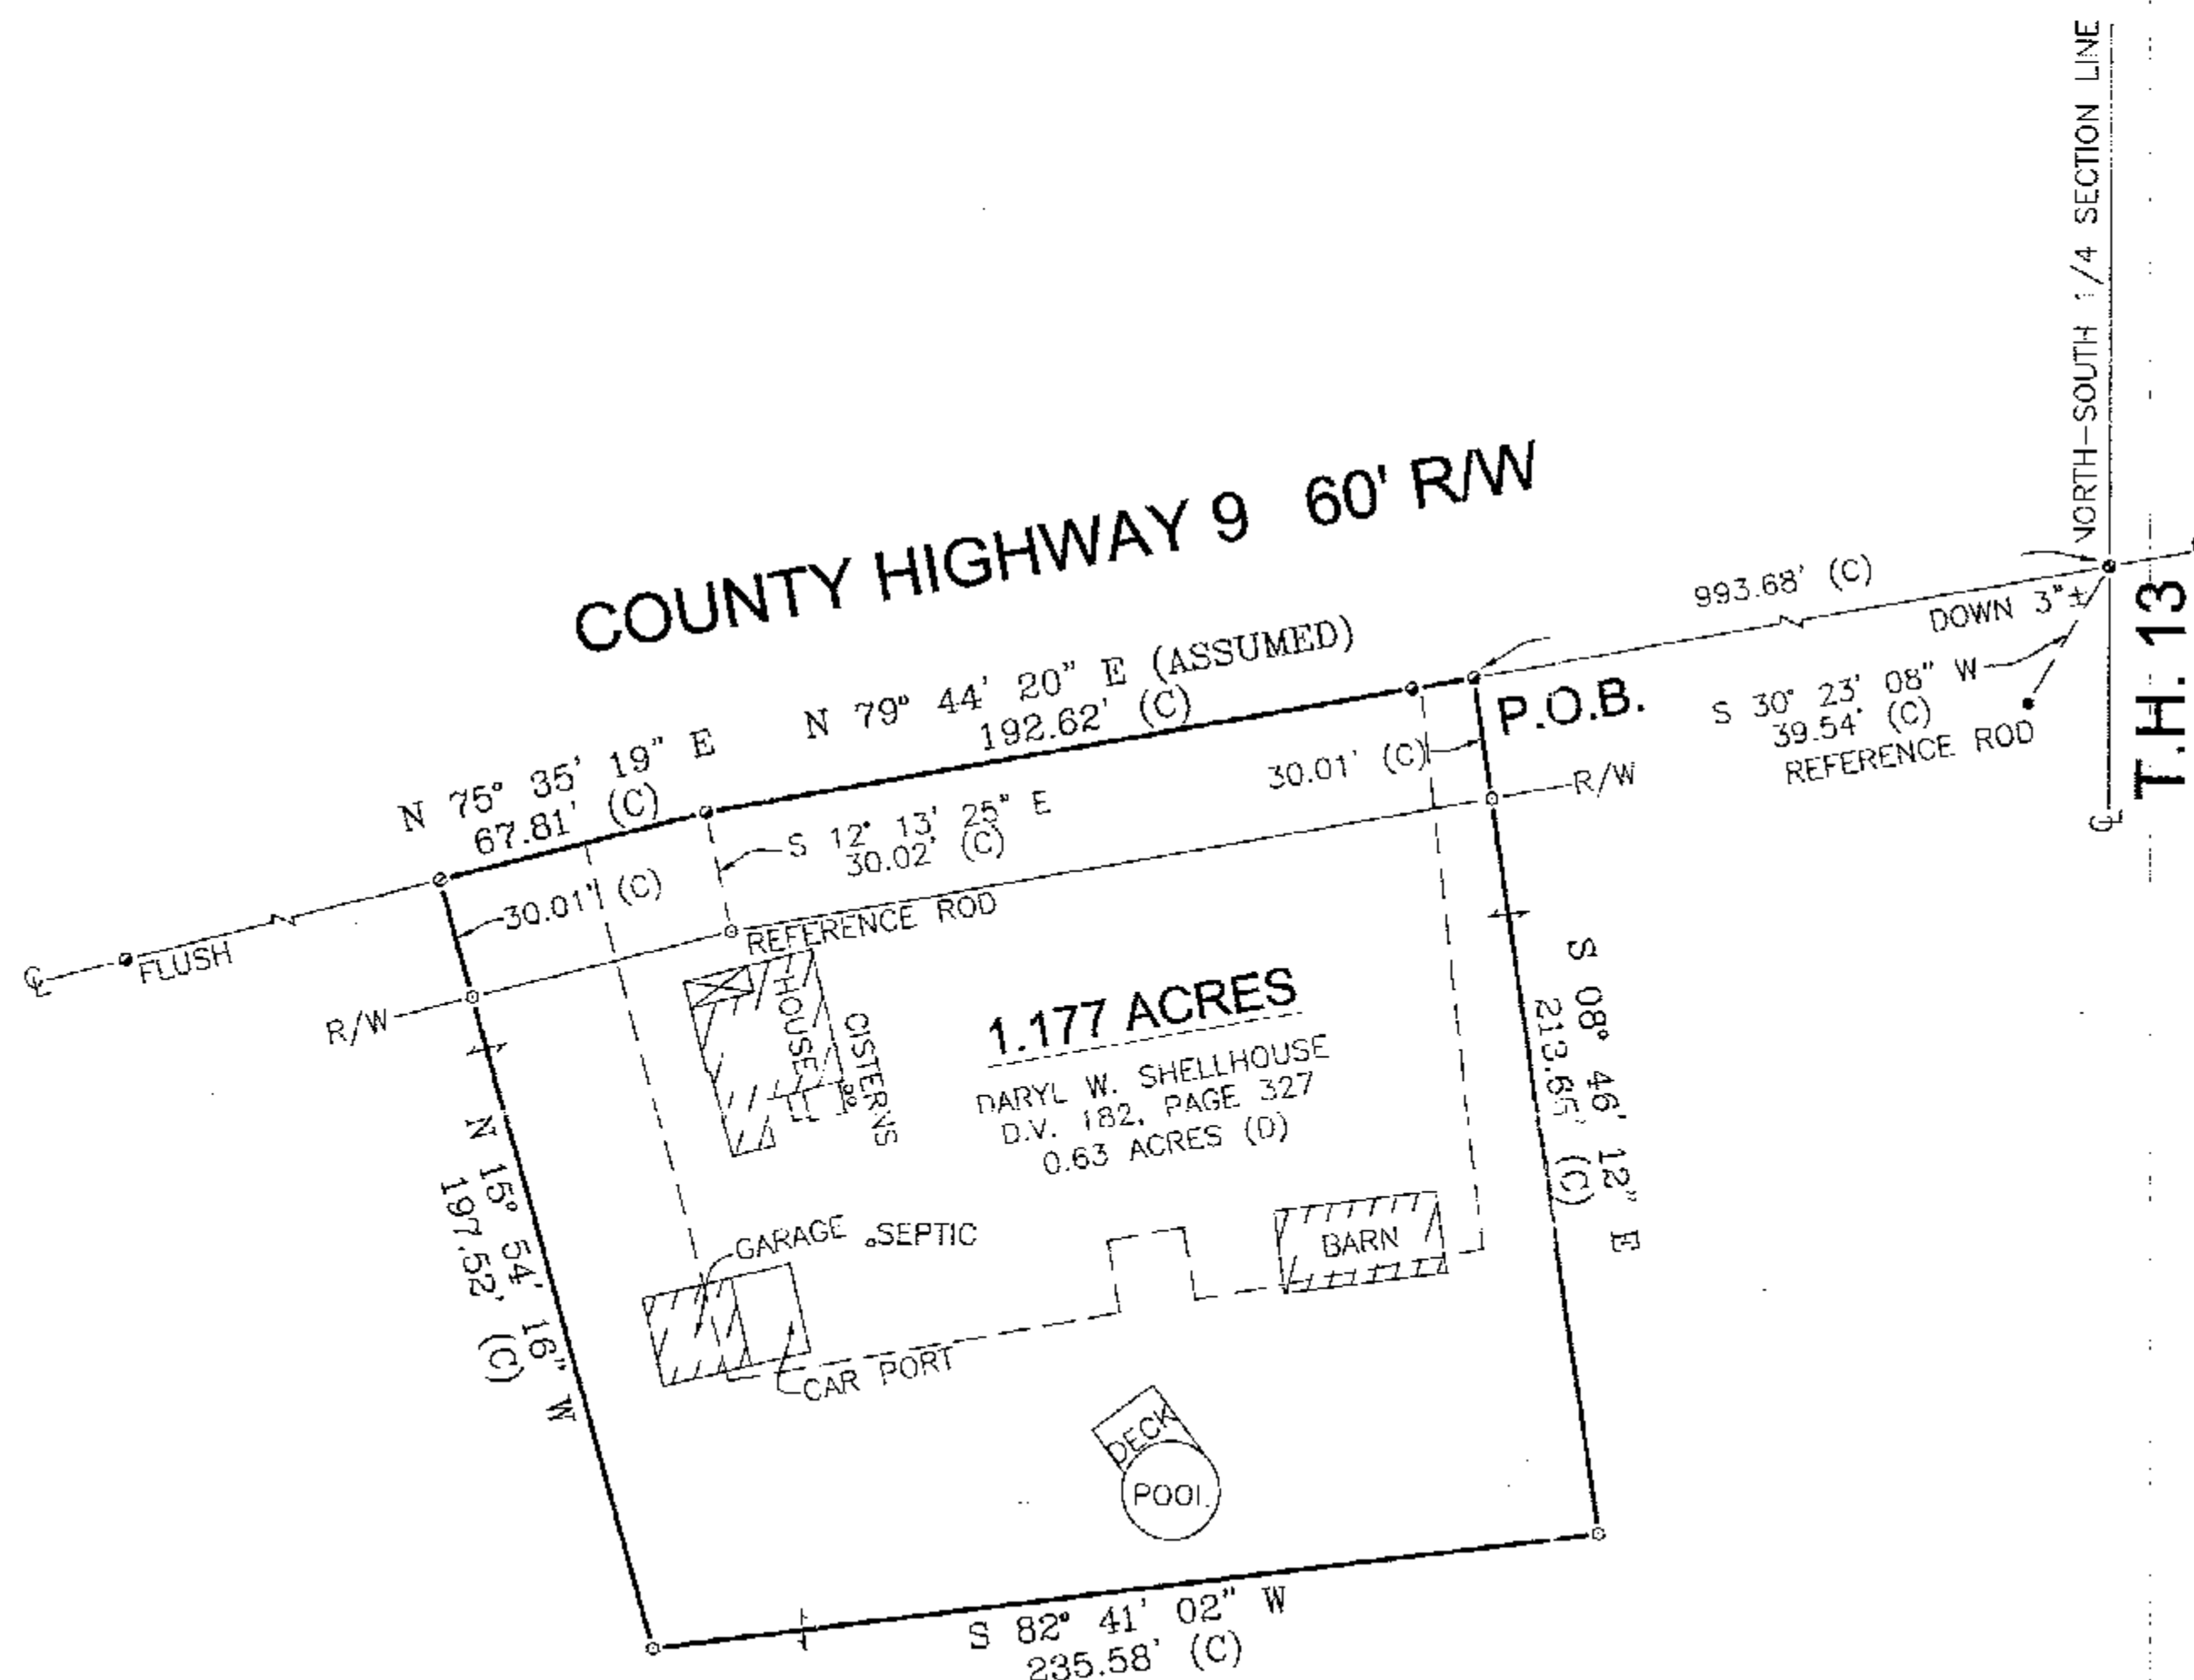 NORTH-SOUTH 1/4 SECTION LINE
COUNTY HIGHWAY 9 60' R/W
993.68' (C)
DOWN 3"±
T.H. 13
N 79° 44' 20" E (ASSUMED)
192.62' (C)
N 75° 35' 19" E
67.81' (C)
P.O.B.
S 30° 23' 08" W
39.54' (C)
REFERENCE ROD
30.01' (C)
R/W
S 12° 13' 25" E
30.02' (C)
30.01' (C)
REFERENCE ROD
FLUSH
R/W
HOUSE
CISTERNS
1.177 ACRES
DARYL W. SHELLHOUSE
D.V. 182, PAGE 327
0.63 ACRES (D)
S 08° 46' 12" E
213.65' (C)
N 15° 54' 16" W
197.52' (C)
GARAGE
SEPTIC
BARN
CAR PORT
DECK
POOL
S 82° 41' 02" W
235.58' (C)